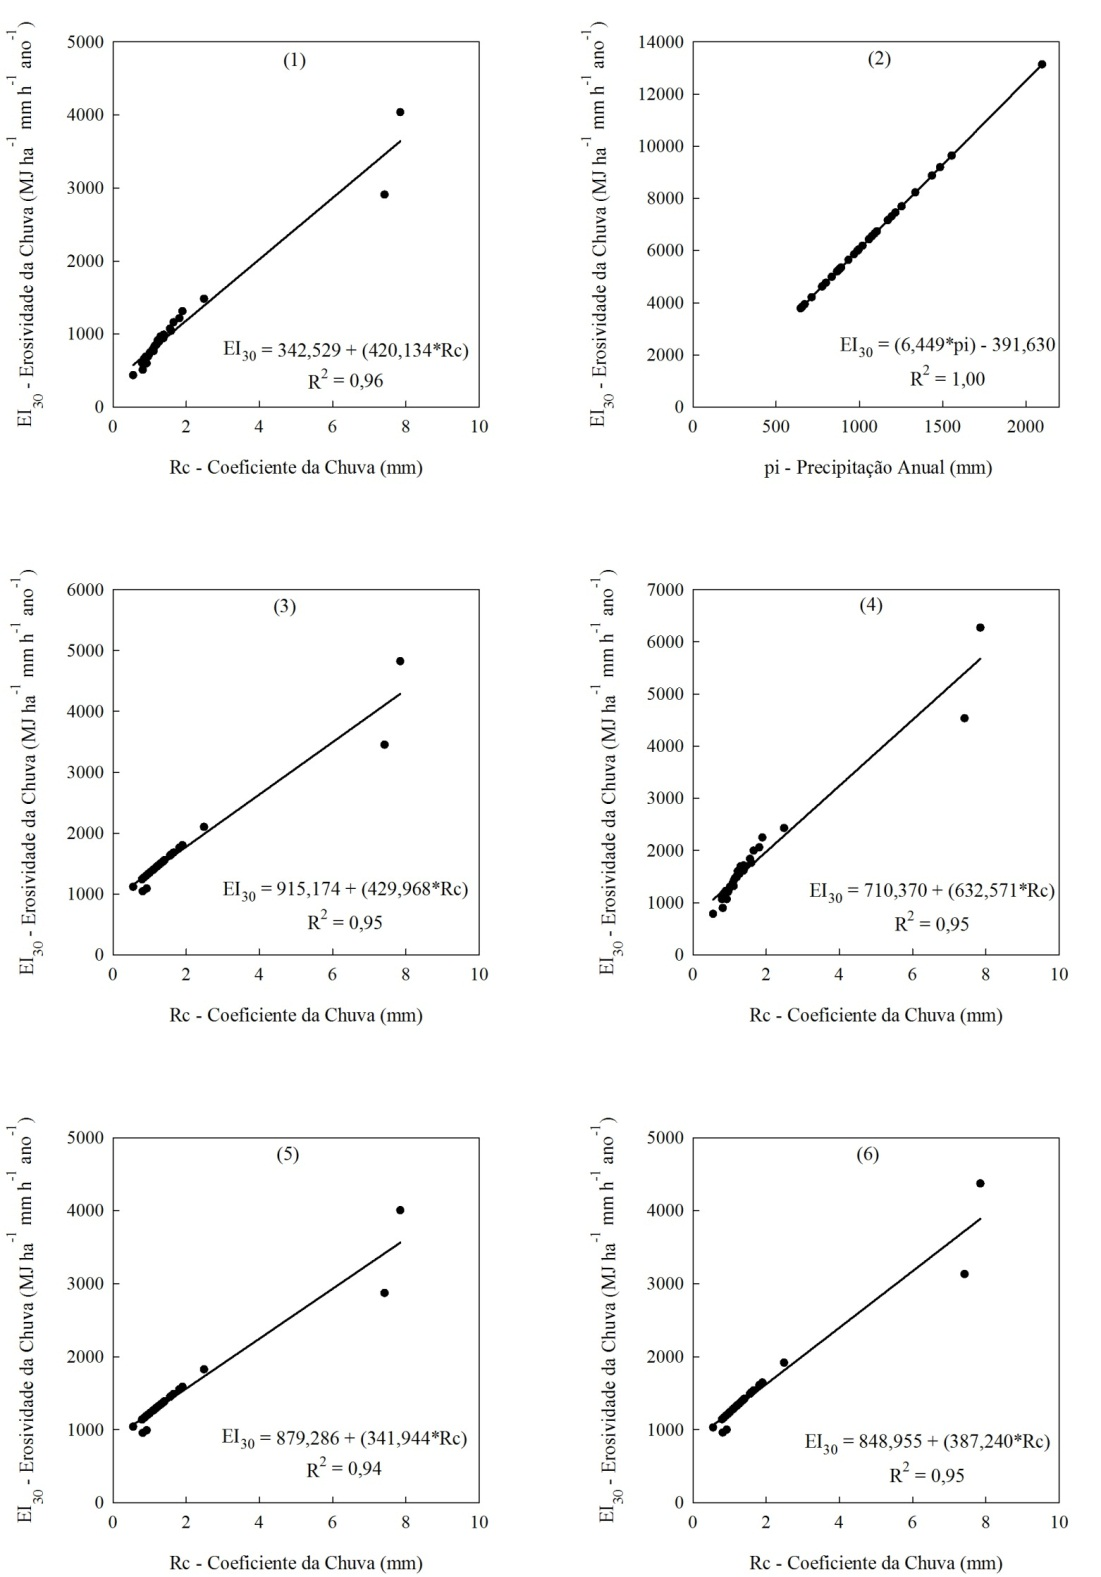 (1)
EI30 - Erosividade da Chuva (MJ ha-1 mm h-1 ano-1)
5000
4000
3000
2000
1000
0
EI30 = 342,529 + (420,134*Rc)
R2 = 0,96
0 2 4 6 8 10
Rc - Coeficiente da Chuva (mm)
(2)
EI30 - Erosividade da Chuva (MJ ha-1 mm h-1 ano-1)
14000
12000
10000
8000
6000
4000
2000
0
EI30 = (6,449*pi) - 391,630
R2 = 1,00
0 500 1000 1500 2000
pi - Precipitação Anual (mm)
(3)
EI30 - Erosividade da Chuva (MJ ha-1 mm h-1 ano-1)
6000
5000
4000
3000
2000
1000
0
EI30 = 915,174 + (429,968*Rc)
R2 = 0,95
0 2 4 6 8 10
Rc - Coeficiente da Chuva (mm)
(4)
EI30 - Erosividade da Chuva (MJ ha-1 mm h-1 ano-1)
7000
6000
5000
4000
3000
2000
1000
0
EI30 = 710,370 + (632,571*Rc)
R2 = 0,95
0 2 4 6 8 10
Rc - Coeficiente da Chuva (mm)
(5)
EI30 - Erosividade da Chuva (MJ ha-1 mm h-1 ano-1)
5000
4000
3000
2000
1000
0
EI30 = 879,286 + (341,944*Rc)
R2 = 0,94
0 2 4 6 8 10
Rc - Coeficiente da Chuva (mm)
(6)
EI30 - Erosividade da Chuva (MJ ha-1 mm h-1 ano-1)
5000
4000
3000
2000
1000
0
EI30 = 848,955 + (387,240*Rc)
R2 = 0,95
0 2 4 6 8 10
Rc - Coeficiente da Chuva (mm)